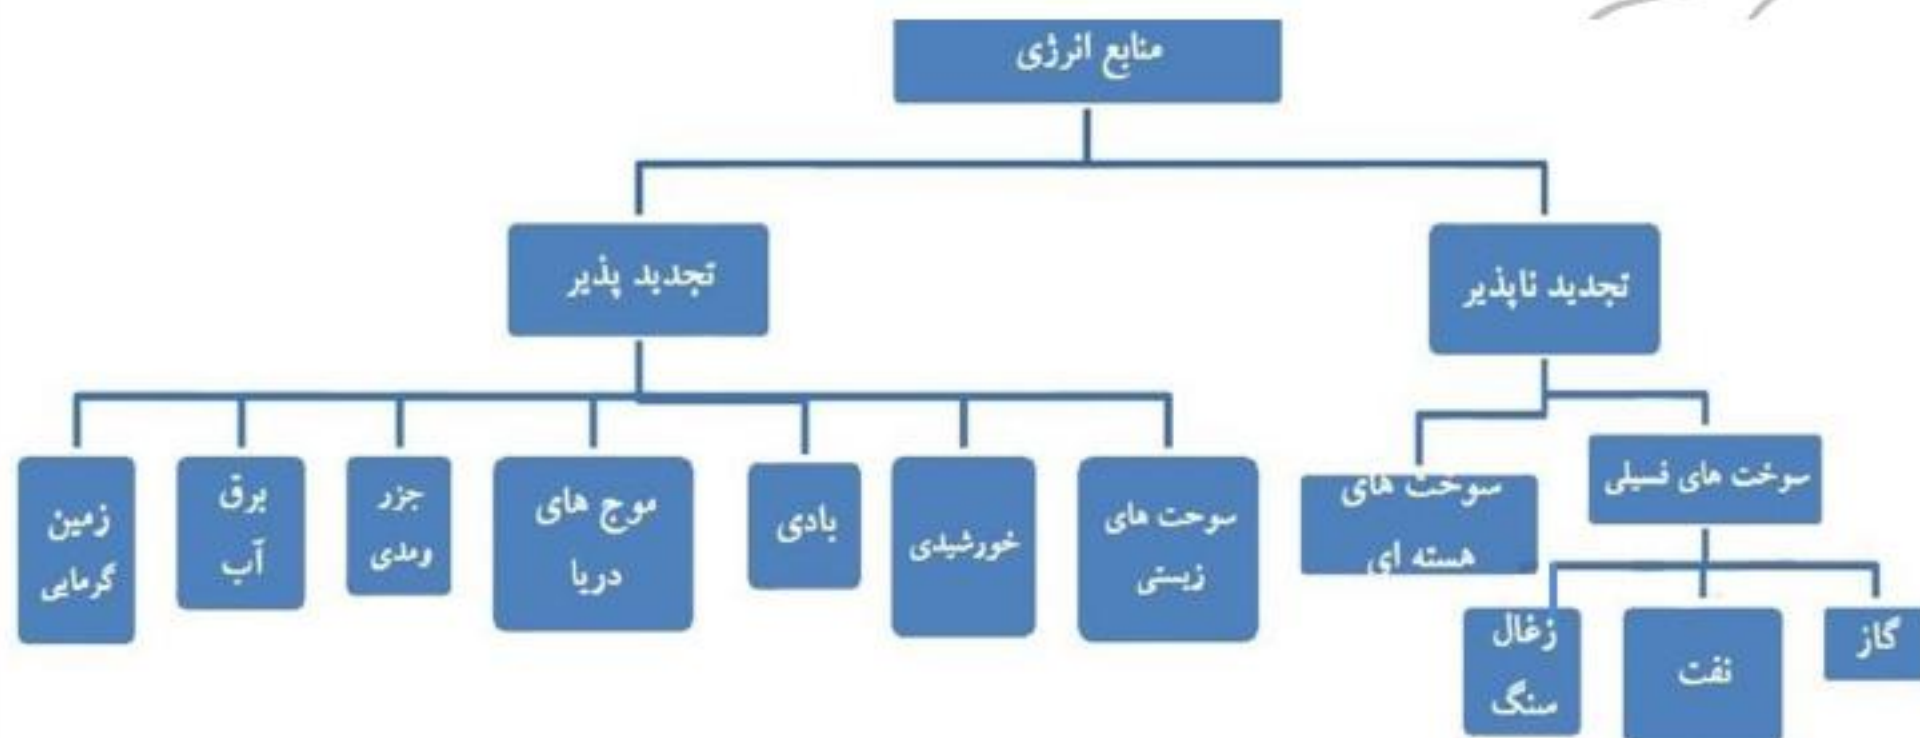 منابع انرژی
تجدید ناپذیر
تجدید پذیر
سوخت های فسیلی
سوخت های
هسته ای
گاز
نفت
زغال
سنگ
سوحت های
زیستی
خورشیدی
بادی
موج های
دریا
جزر
ومدی
برق
آب
زمین
گرمایی